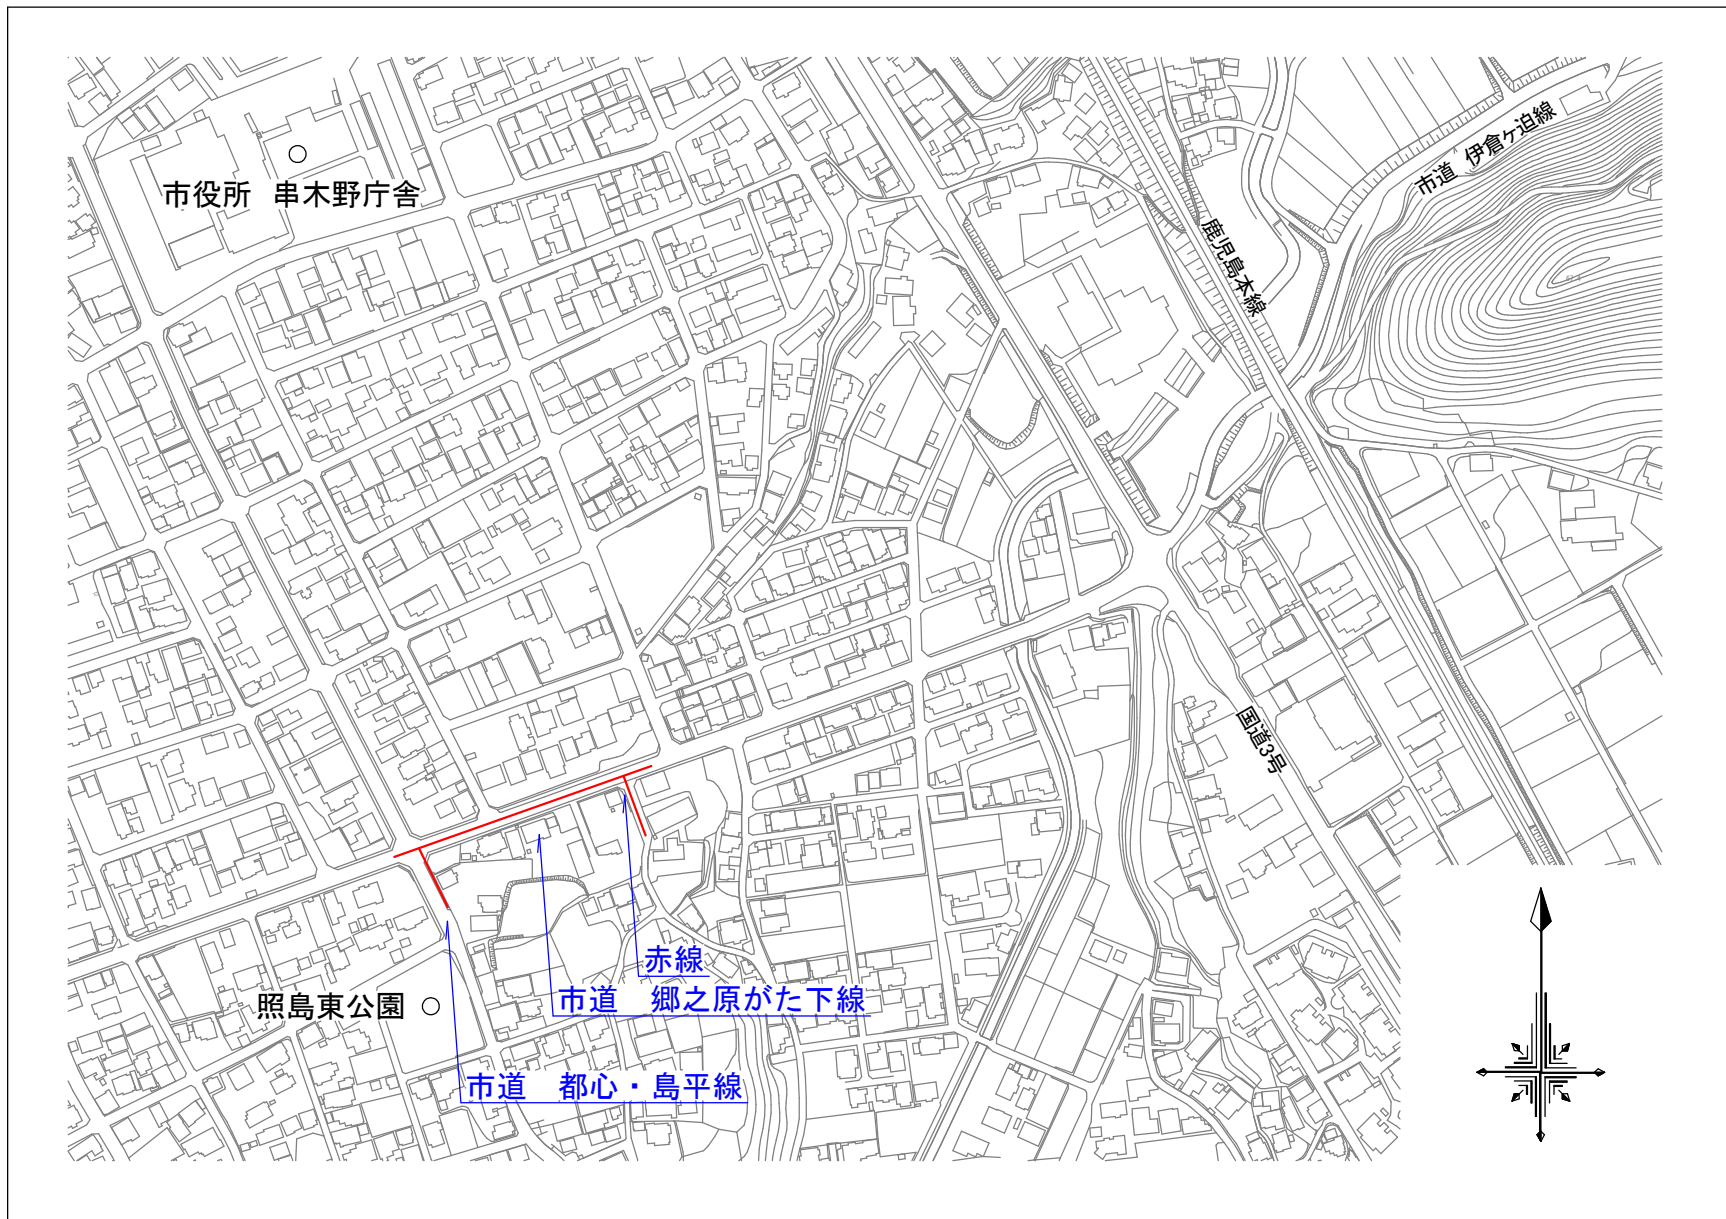 市道 伊倉ヶ迫線
市役所 串木野庁舎
鹿児島本線
国道3号
赤線
市道 郷之原がた下線
照島東公園
市道 都心・島平線